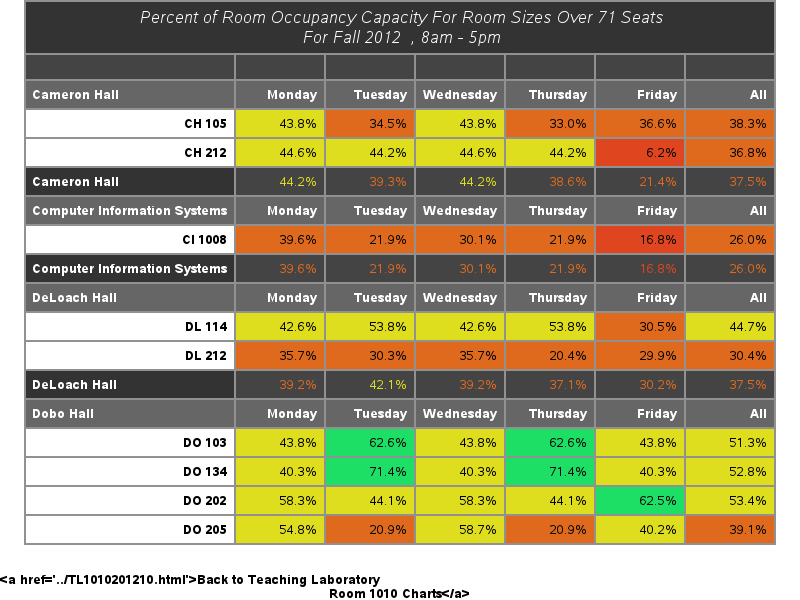 Percent of Room Occupancy Capacity For Room Sizes Over 71 Seats
For Fall 2012 , 8am - 5pm
Cameron Hall Monday Tuesday Wednesday Thursday Friday All
CH 105 43.8% 34.5% 43.8% 33.0% 36.6% 38.3%
CH 212 44.6% 44.2% 44.6% 44.2% 6.2% 36.8%
Cameron Hall 44.2% 39.3% 44.2% 38.6% 21.4% 37.5%
Computer Information Systems Monday Tuesday Wednesday Thursday Friday All
CI 1008 39.6% 21.9% 30.1% 21.9% 16.8% 26.0%
Computer Information Systems 39.6% 21.9% 30.1% 21.9% 16.8% 26.0%
DeLoach Hall Monday Tuesday Wednesday Thursday Friday All
DL 114 42.6% 53.8% 42.6% 53.8% 30.5% 44.7%
DL 212 35.7% 30.3% 35.7% 20.4% 29.9% 30.4%
DeLoach Hall 39.2% 42.1% 39.2% 37.1% 30.2% 37.5%
Dobo Hall Monday Tuesday Wednesday Thursday Friday All
DO 103 43.8% 62.6% 43.8% 62.6% 43.8% 51.3%
DO 134 40.3% 71.4% 40.3% 71.4% 40.3% 52.8%
DO 202 58.3% 44.1% 58.3% 44.1% 62.5% 53.4%
DO 205 54.8% 20.9% 58.7% 20.9% 40.2% 39.1%
<a href='../TL1010201210.html'>Back to Teaching Laboratory
Room 1010 Charts</a>